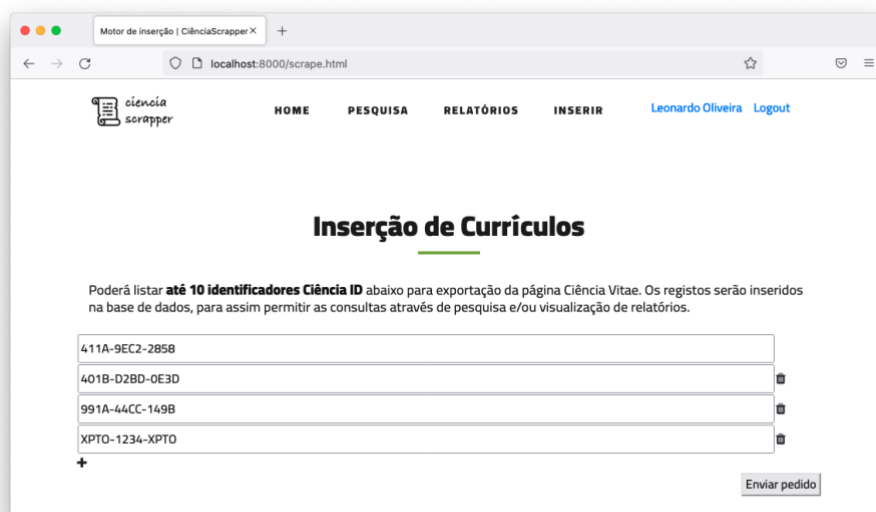 Motor de inserção | CiênciaScrapper
localhost:8000/scrape.html
ciencia
scrapper
HOME PESQUISA RELATÓRIOS INSERIR Leonardo Oliveira Logout
Inserção de Currículos
Poderá listar até 10 identificadores Ciência ID abaixo para exportação da página Ciência Vitae. Os registos serão inseridos
na base de dados, para assim permitir as consultas através de pesquisa e/ou visualização de relatórios.
411A-9EC2-2858
401B-D2BD-0E3D
991A-44CC-149B
XPTO-1234-XPTO
Enviar pedido